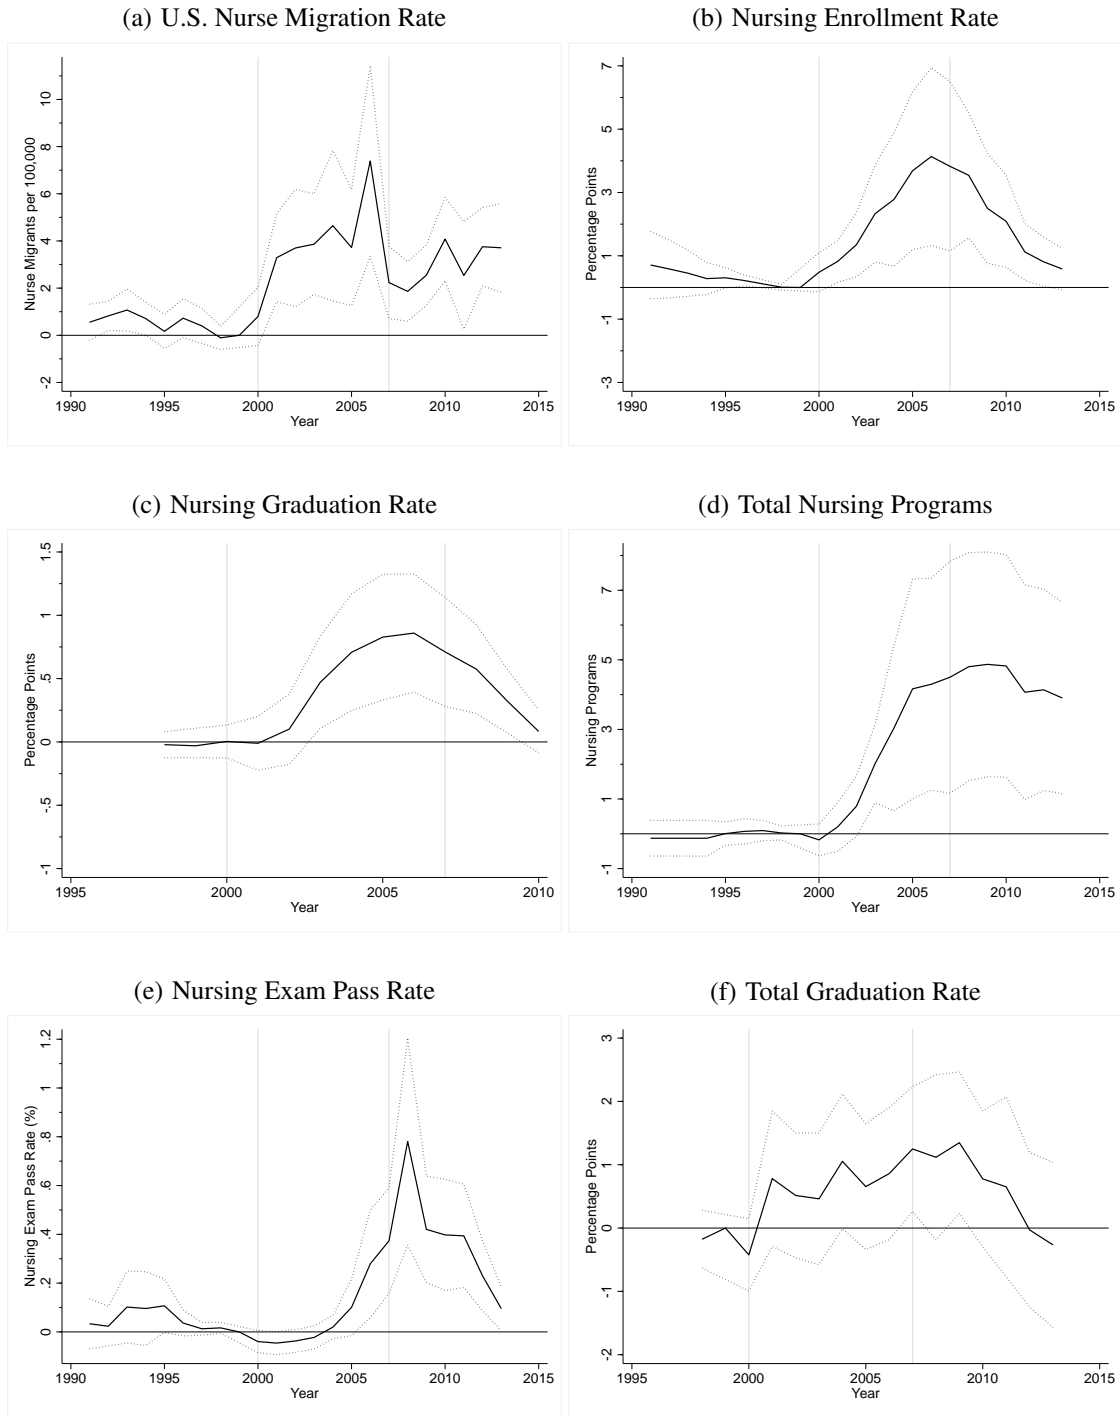 (a) U.S. Nurse Migration Rate
Nurse Migrants per 100,000
10
8
6
4
2
0
-2
1990 1995 2000 2005 2010 2015
Year
(b) Nursing Enrollment Rate
Percentage Points
7
5
3
1
-1
-3
1990 1995 2000 2005 2010 2015
Year
(c) Nursing Graduation Rate
Percentage Points
1.5
1
.5
0
-.5
-1
1995 2000 2005 2010
Year
(d) Total Nursing Programs
Nursing Programs
7
5
3
1
-1
1990 1995 2000 2005 2010 2015
Year
(e) Nursing Exam Pass Rate
Nursing Exam Pass Rate (%)
1.2
1
.8
.6
.4
.2
0
1990 1995 2000 2005 2010 2015
Year
(f) Total Graduation Rate
Percentage Points
3
2
1
0
-1
-2
1995 2000 2005 2010 2015
Year